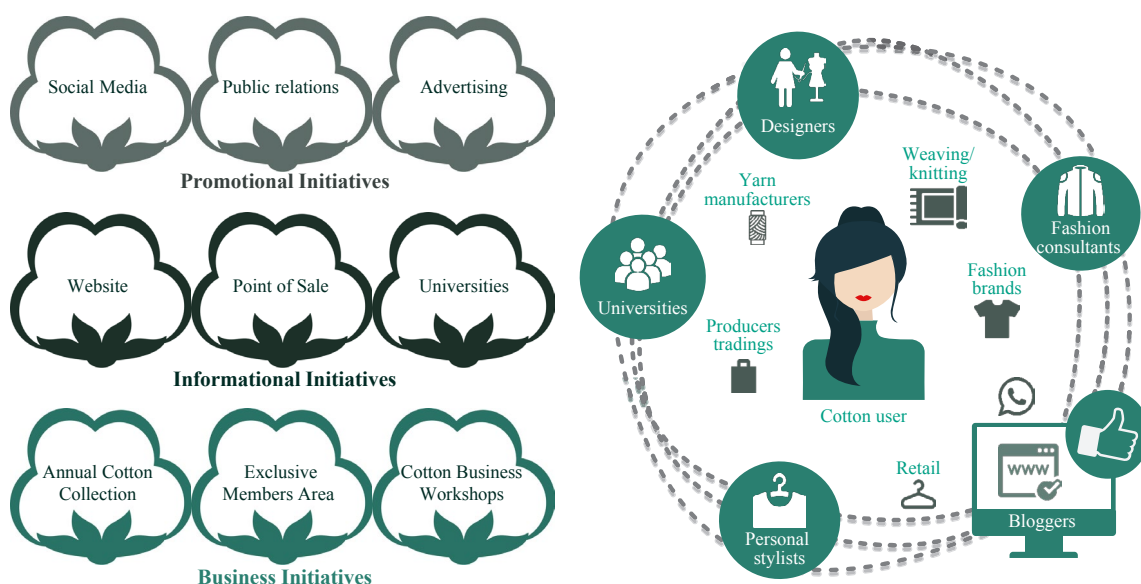 Social Media
Public relations
Advertising
Promotional Initiatives
Website
Point of Sale
Universities
Informational Initiatives
Annual Cotton
Collection
Exclusive
Members Area
Cotton Business
Workshops
Business Initiatives
Designers
Weaving/
knitting
Yarn
manufacturers
Fashion
consultants
Universities
Fashion
brands
Producers
tradings
Cotton user
Retail
www
Bloggers
Personal
stylists